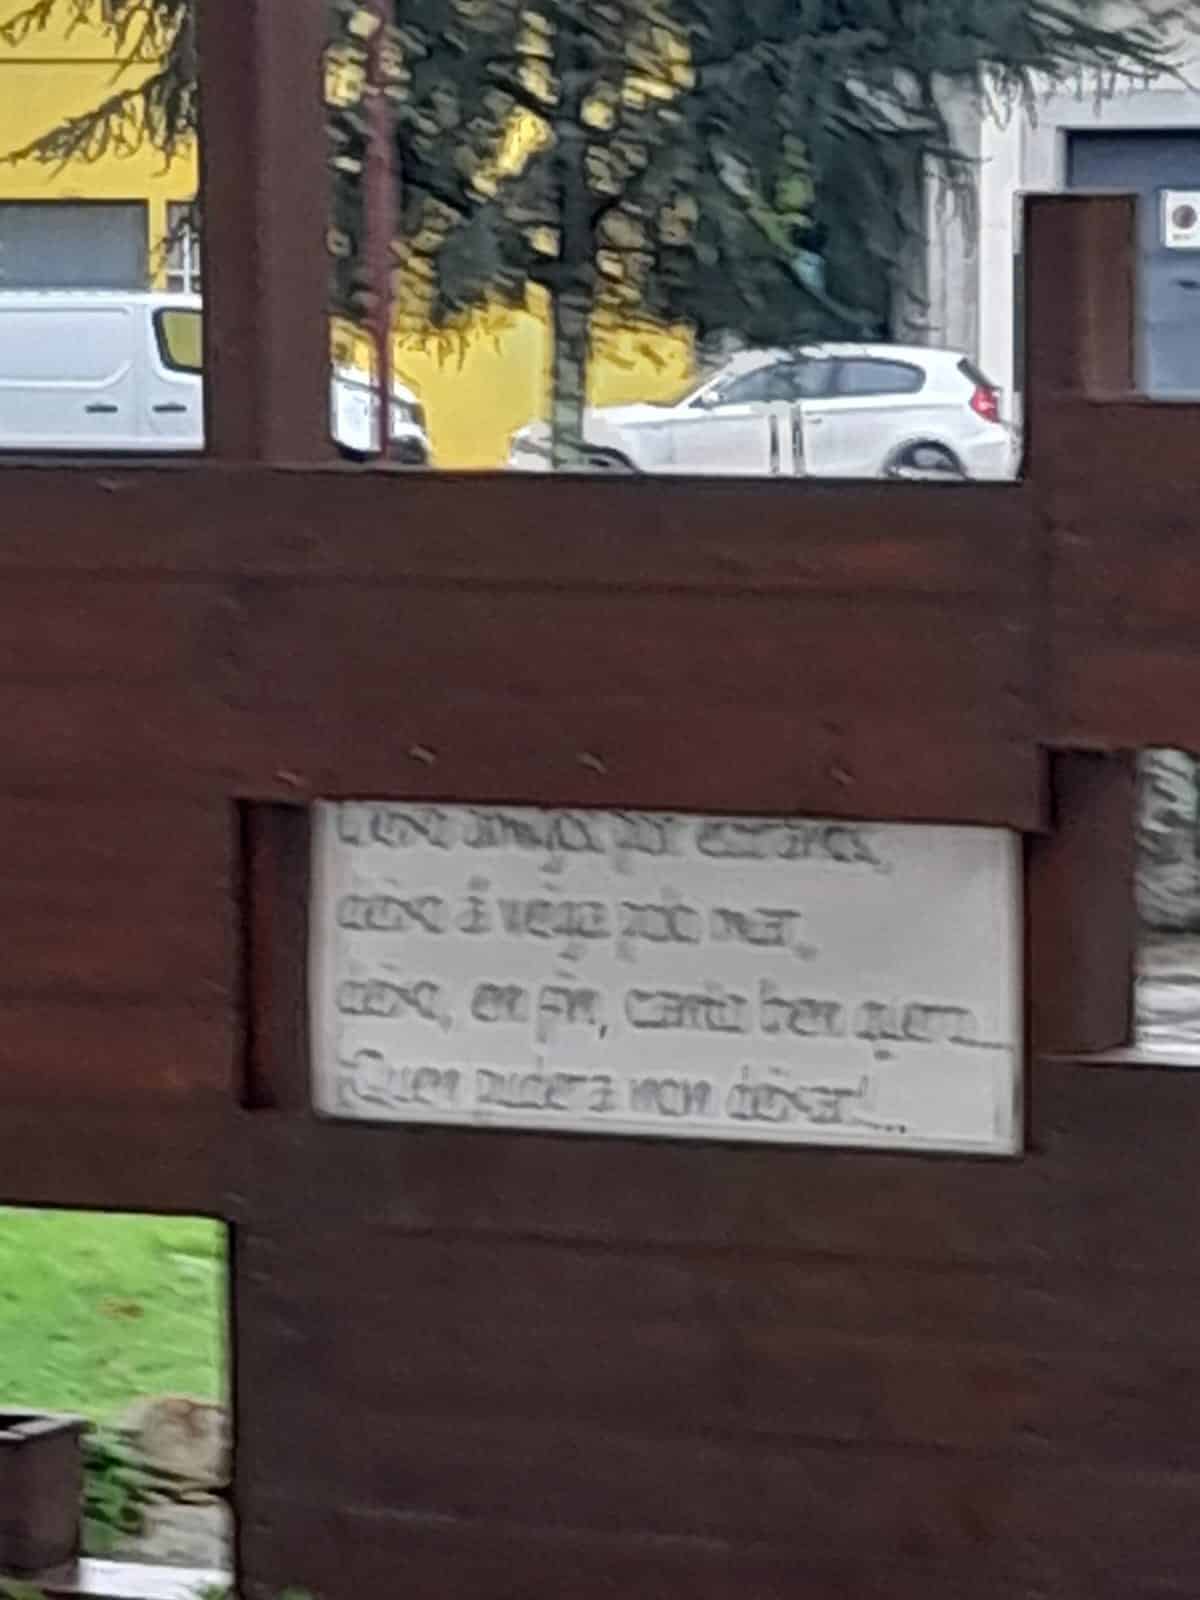 deixo amigos por estraños,
deixo á veiga polo mar,
deixo, en fin, canto ben quero...
¡Quen pudera non deixar!...